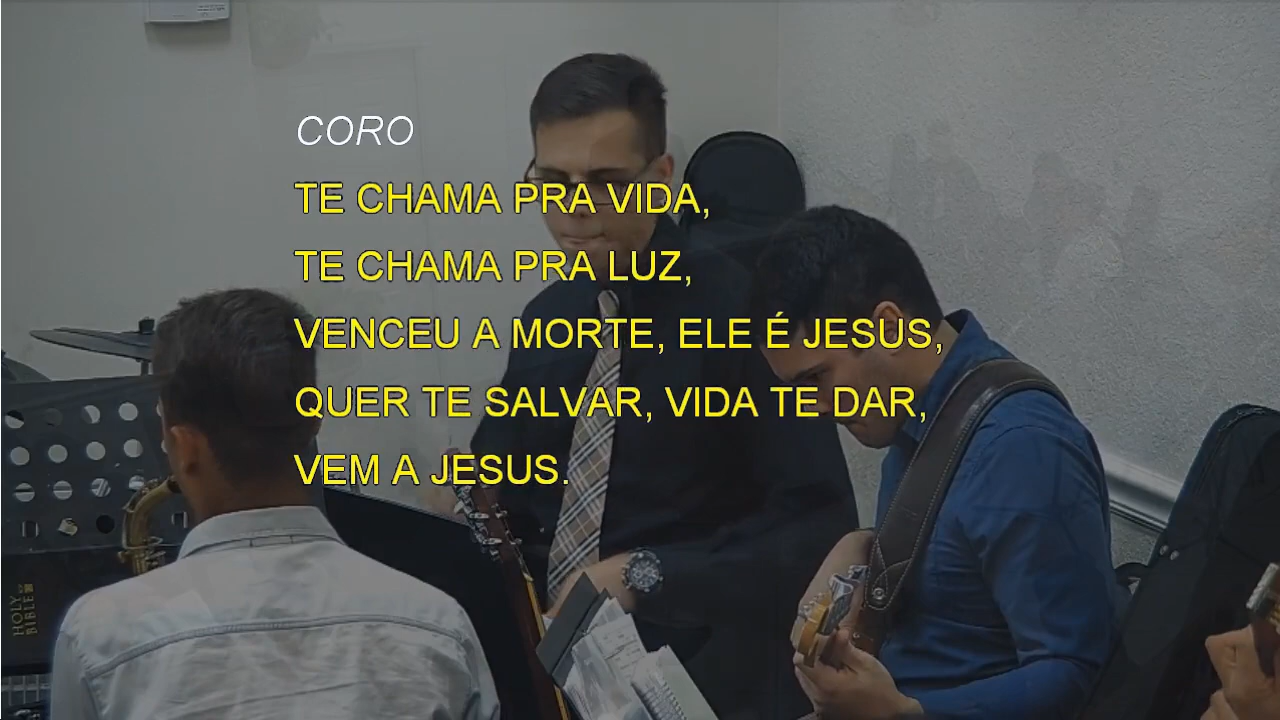 CORO
TE CHAMA PRA VIDA,
TE CHAMA PRA LUZ,
VENCEU A MORTE, ELE É JESUS,
QUER TE SALVAR, VIDA TE DAR,
VEM A JESUS.
HOLY
BIBLE